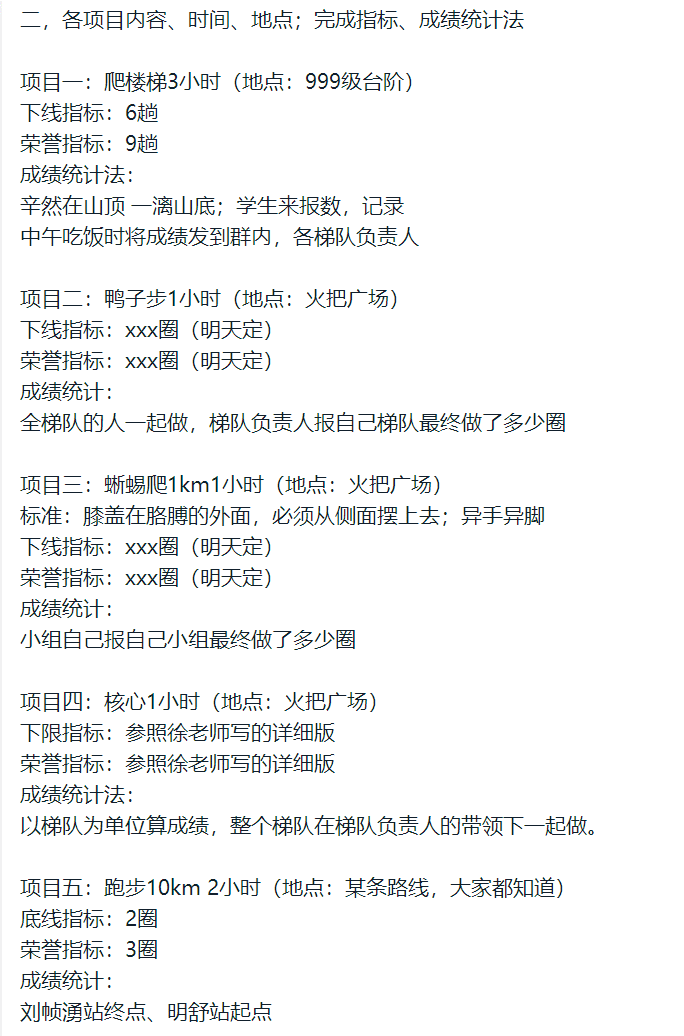 二，各项目内容、时间、地点；完成指标、成绩统计法
项目一：爬楼梯3小时（地点：999级台阶）
下线指标：6趟
荣誉指标：9趟
成绩统计法：
辛然在山顶 —漓山底；学生来报数，记录
中午吃饭时将成绩发到群内，各梯队负责人
项目二：鸭子步1小时（地点：火把广场）
下线指标：xxx圈（明天定）
荣誉指标：xxx圈（明天定）
成绩统计：
全梯队的人一起做，梯队负责人报自己梯队最终做了多少圈
项目三：蜥蜴爬1km1小时（地点：火把广场）
标准：膝盖在胳膊的外面，必须从侧面摆上去；异手异脚
下线指标：xxx圈（明天定）
荣誉指标：xxx圈（明天定）
成绩统计：
小组自己报自己小组最终做了多少圈
项目四：核心1小时（地点：火把广场）
下限指标：参照徐老师写的详细版
荣誉指标：参照徐老师写的详细版
成绩统计法：
以梯队为单位算成绩，整个梯队在梯队负责人的带领下一起做。
项目五：跑步10km 2小时（地点：某条路线，大家都知道）
底线指标：2圈
荣誉指标：3圈
成绩统计：
刘帧湧站终点、明舒站起点